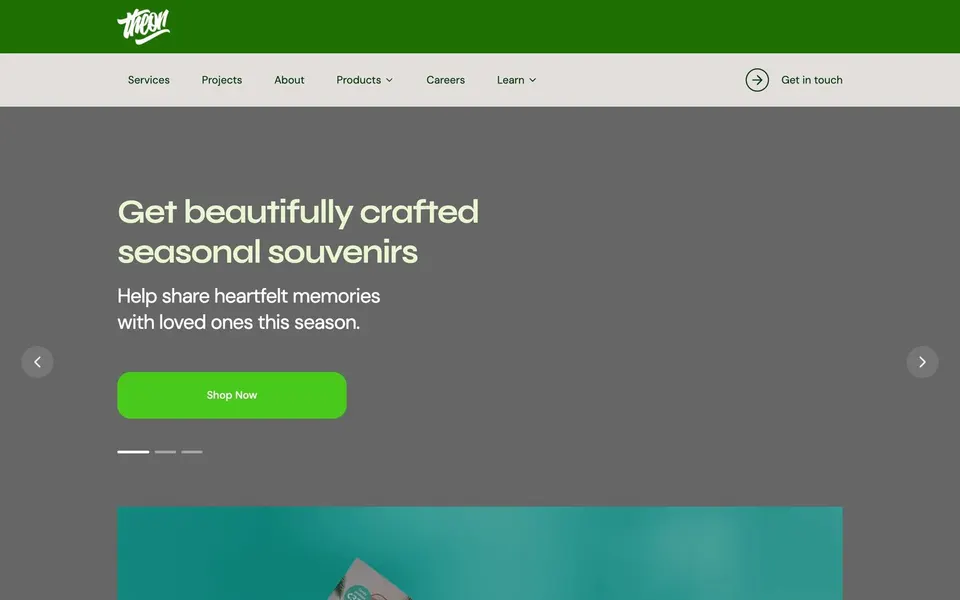 theon
Services
Projects
About
Products
Careers
Learn
Get in touch
Get beautifully crafted
seasonal souvenirs
Help share heartfelt memories
with loved ones this season.
Shop Now